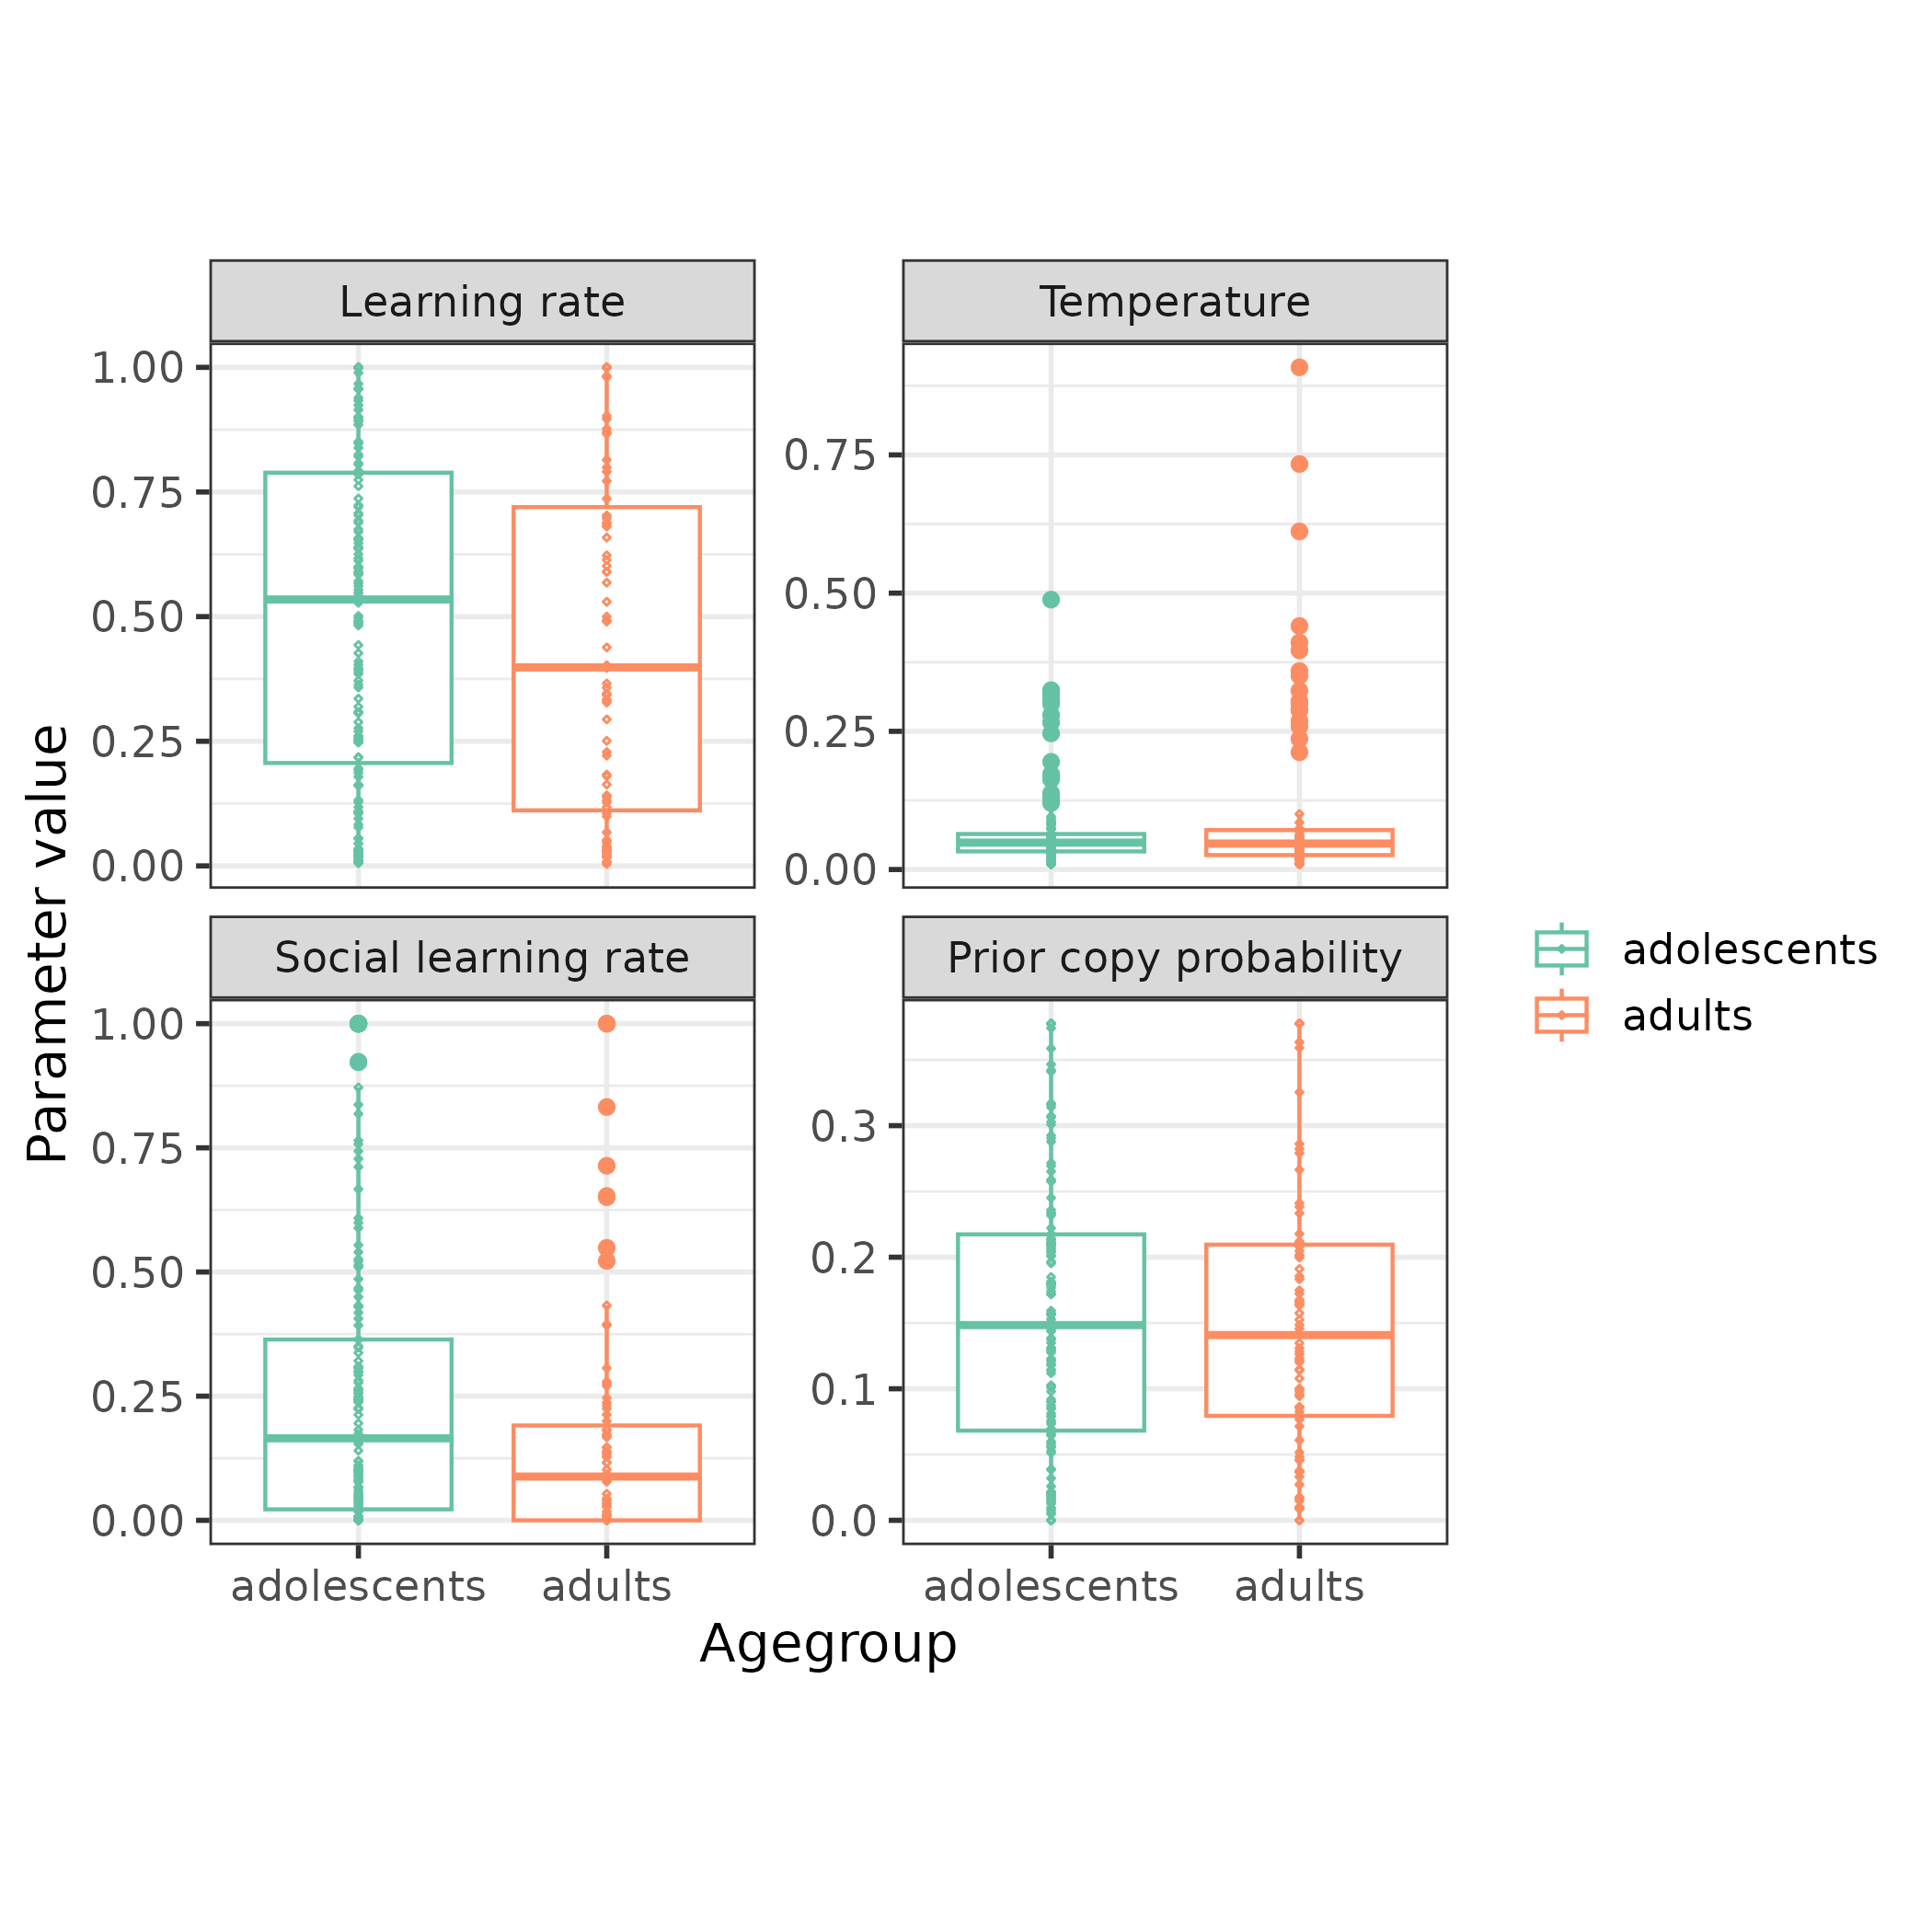 Learning rate
Temperature
1.00
0.75
0.50
0.25
0.00
0.75
0.50
0.25
0.00
Parameter value
Social learning rate
Prior copy probability
1.00
0.75
0.50
0.25
0.00
0.3
0.2
0.1
0.0
adolescents
adults
adolescents
adults
Agegroup
adolescents
adults